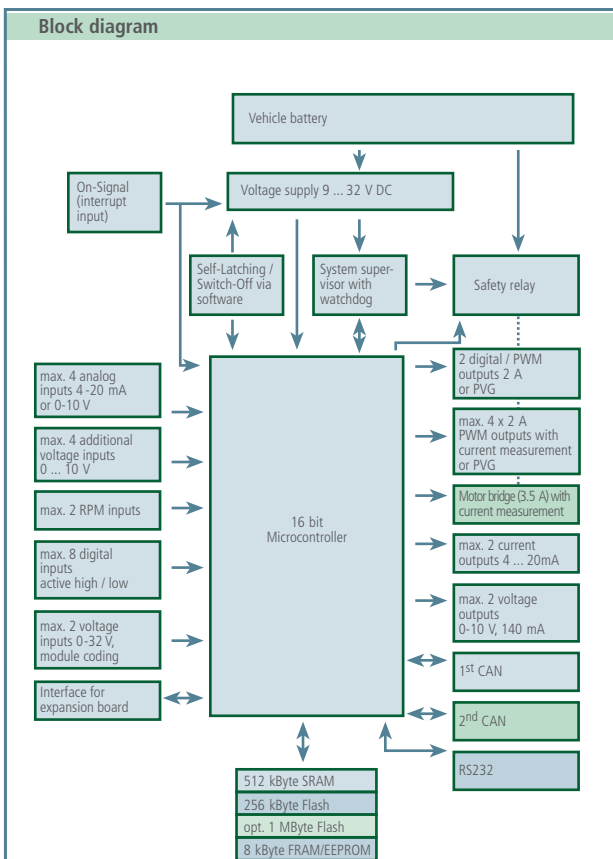 Block diagram
Vehicle battery
On-Signal
(interrupt
input)
Voltage supply 9 ... 32 V DC
Self-Latching /
Switch-Off via
software
System super-
visor with
watchdog
Safety relay
max. 4 analog
inputs 4-20 mA
or 0-10 V
max. 4 additional
voltage inputs
0 ... 10 V
max. 2 RPM inputs
max. 8 digital
inputs
active high / low
max. 2 voltage
inputs 0-32 V,
module coding
Interface for
expansion board
16 bit
Microcontroller
2 digital / PWM
outputs 2 A
or PVG
max. 4 x 2 A
PWM outputs with
current measurement
or PVG
Motor bridge (3.5 A) with
current measurement
max. 2 current
outputs 4 ... 20mA
max. 2 voltage
outputs
0-10 V, 140 mA
1st CAN
2nd CAN
RS232
512 kByte SRAM
256 kByte Flash
opt. 1 MByte Flash
8 kByte FRAM/EEPROM